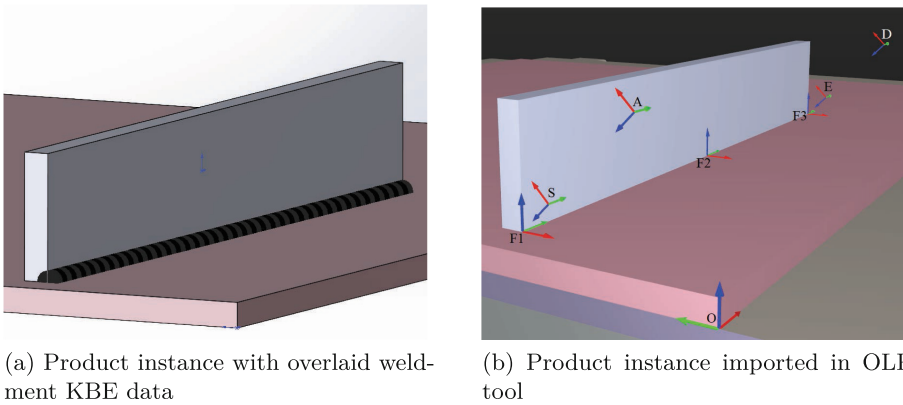 D
A
E
F3
F2
S
F1
O
(a) Product instance with overlaid weld-
ment KBE data
(b) Product instance imported in OLP
tool